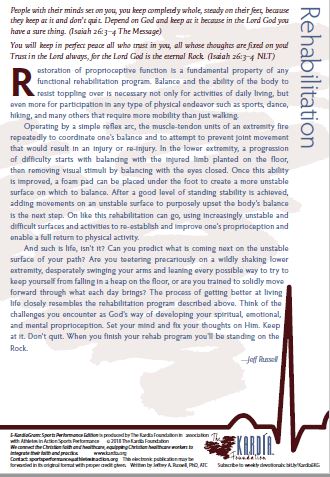 People with their minds set on you, you keep completely whole, steady on their feet, because
they keep at it and don't quit. Depend on God and keep at it because in the Lord God you
have a sure thing. (Isaiah 26:3-4 The Message)
You will keep in perfect peace all who trust in you, all whose thoughts are fixed on you!
Trust in the Lord always, for the Lord God is the eternal Rock. (Isaiah 26:3-4 NLT)
Rehabilitation
Restoration of proprioceptive function is a fundamental property of any
functional rehabilitation program. Balance and the ability of the body to
resist toppling over is necessary not only for activities of daily living, but
even more for participation in any type of physical endeavor such as sports, dance,
hiking, and many others that require more mobility than just walking.
Operating by a simple reflex arc, the muscle-tendon units of an extremity fire
repeatedly to coordinate one's balance and to attempt to prevent joint movement
that would result in an injury or re-injury. In the lower extremity, a progression
of difficulty starts with balancing with the injured limb planted on the floor,
then removing visual stimuli by balancing with the eyes closed. Once this ability
is improved, a foam pad can be placed under the foot to create a more unstable
surface on which to balance. After a good level of standing stability is achieved,
adding movements on an unstable surface to purposely upset the body's balance
is the next step. On like this rehabilitation can go, using increasingly unstable and
difficult surfaces and activities to re-establish and improve one's proprioception and
enable a full return to physical activity.
And such is life, isn't it? Can you predict what is coming next on the unstable
surface of your path? Are you teetering precariously on a wildly shaking lower
extremity, desperately swinging your arms and leaning every possible way to try to
keep yourself from falling in a heap on the floor, or are you trained to solidly move
forward through what each day brings? The process of getting better at living
life closely resembles the rehabilitation program described above. Think of the
challenges you encounter as God's way of developing your spiritual, emotional,
and mental proprioception. Set your mind and fix your thoughts on Him. Keep
at it. Don't quit. When you finish your rehab program you'll be standing on the
Rock.
—Jeff Russell
E-KardiaGram: Sports Performance Edition is produced by The Kardia Foundation in association
with Athletes in Action Sports Performance © 2018 The Kardia Foundation
We connect the Christian Faith and healthcare, equipping Christian workers to
integrate their faith and practice. www.kardia.org
Contact: sportsperformance@athletesinaction.org This electronic publication may be
forwarded in its original format with proper credit given. Written by Jeffrey A. Russell, PhD, ATC
The
KARDIA
Foundation
Subscribe to weekly devotionals: bit.ly/KardiaEKG